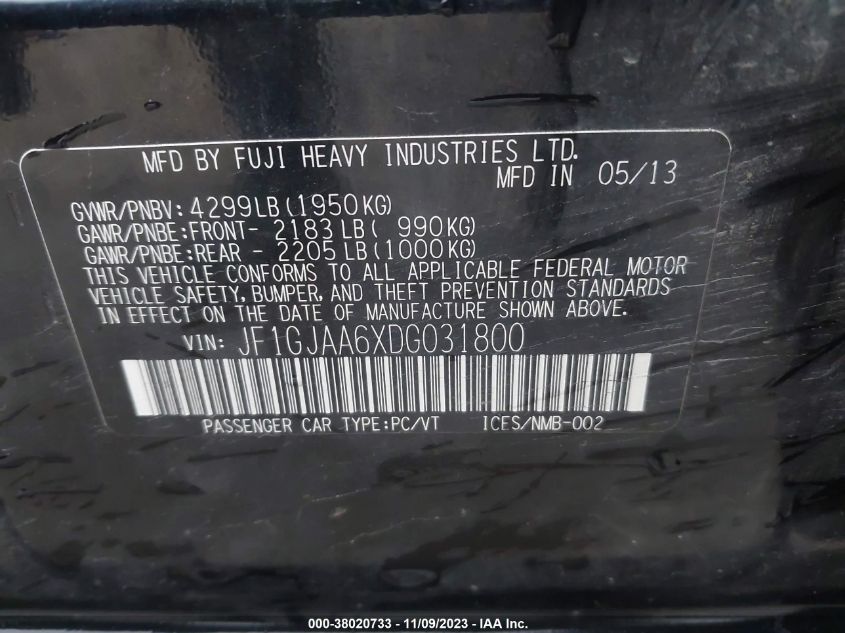 MFD BY FUJI HEAVY INDUSTRIES LTD.
MFD IN 05/13
GVWR/PNBV: 4299LB(1950KG)
GAWR/PNBE:FRONT- 2183LB( 990KG)
GAWR/PNBE:REAR - 2205LB(1000KG)
THIS VEHICLE CONFORMS TO ALL APPLICABLE FEDERAL MOTOR
VEHICLE SAFETY, BUMPER, AND THEFT PREVENTION STANDARDS
IN EFFECT ON THE DATE OF MANUFACTURE SHOWN ABOVE.
VIN: JF1GJAA6XDG031800
PASSENGER CAR TYPE:PC/VT ICES/NMB-002
000-38020733 - 11/09/2023 - IAA Inc.